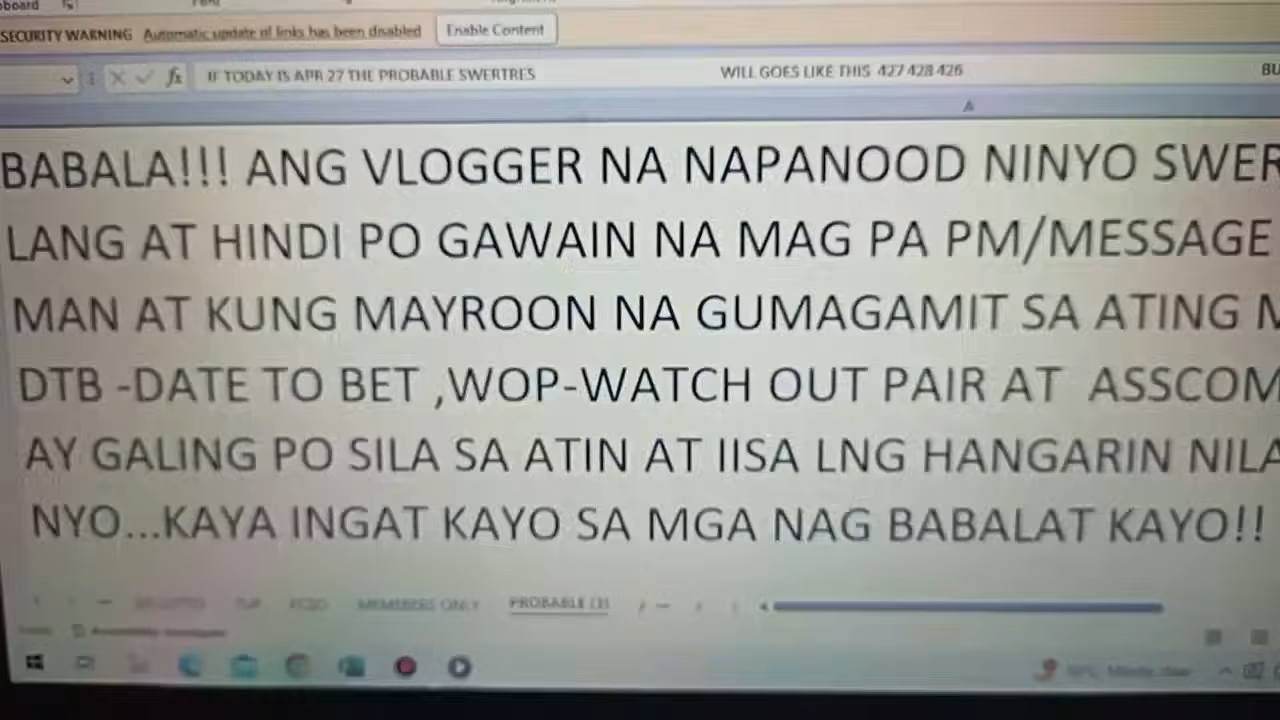 SECURITY WARNING Automatic update of links has been disabled Enable Content
fx IF TODAY IS APR 27 THE PROBABLE SWERTRES WILL GOES LIKE THIS 427 428 426 BU
A
BABALA!!! ANG VLOGGER NA NAPANOOD NINYO SWER
LANG AT HINDI PO GAWAIN NA MAG PA PM/MESSAGE
MAN AT KUNG MAYROON NA GUMAGAMIT SA ATING M
DTB -DATE TO BET ,WOP-WATCH OUT PAIR AT ASSCOM
AY GALING PO SILA SA ATIN AT IISA LNG HANGARIN NILA
NYO...KAYA INGAT KAYO SA MGA NAG BABALAT KAYO!!
PCSO MEMEBERS ONLY PROBABLE (3)